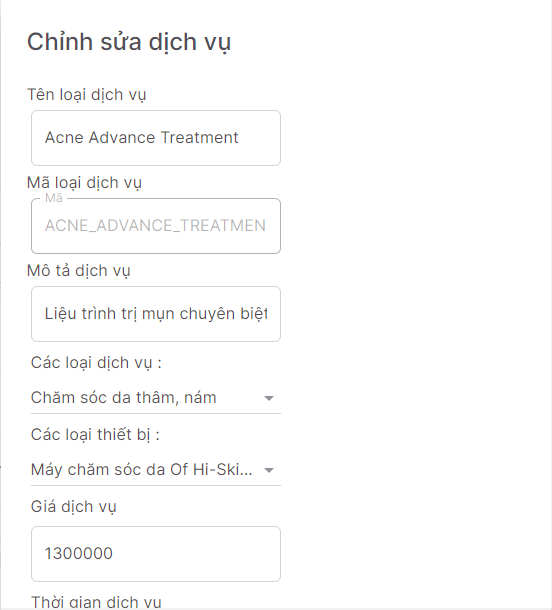 Chỉnh sửa dịch vụ
Tên loại dịch vụ
Acne Advance Treatment
Mã loại dịch vụ
Mã
ACNE_ADVANCE_TREATMEN
Mô tả dịch vụ
Liệu trình trị mụn chuyên biệt
Các loại dịch vụ :
Chăm sóc da thâm, nám
Các loại thiết bị :
Máy chăm sóc da Of Hi-Ski...
Giá dịch vụ
1300000
Thời gian dịch vụ